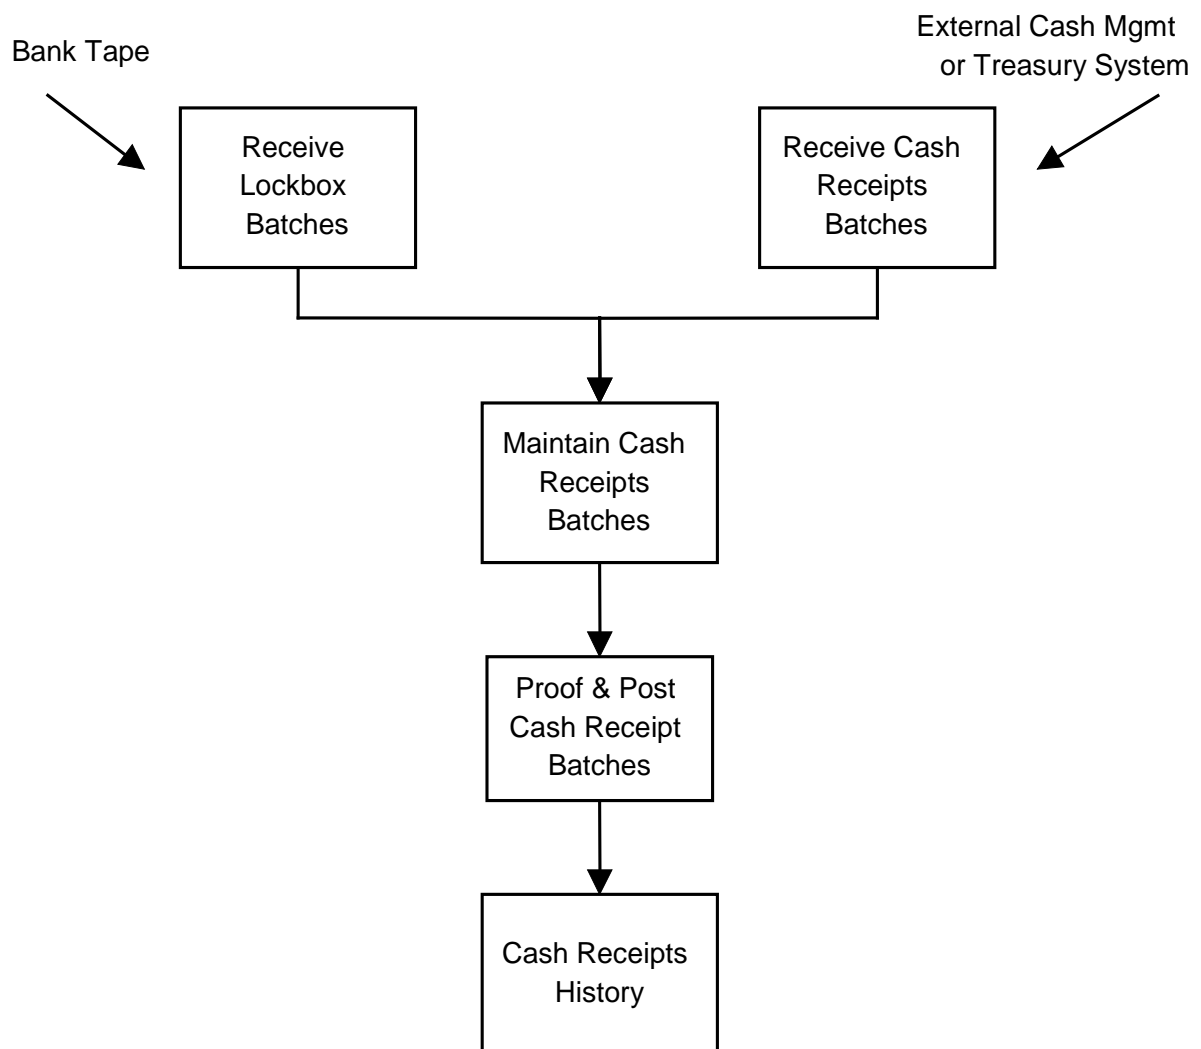 Bank Tape
External Cash Mgmt
or Treasury System
Receive
Lockbox
Batches
Receive Cash
Receipts
Batches
Maintain Cash
Receipts
Batches
Proof & Post
Cash Receipt
Batches
Cash Receipts
History